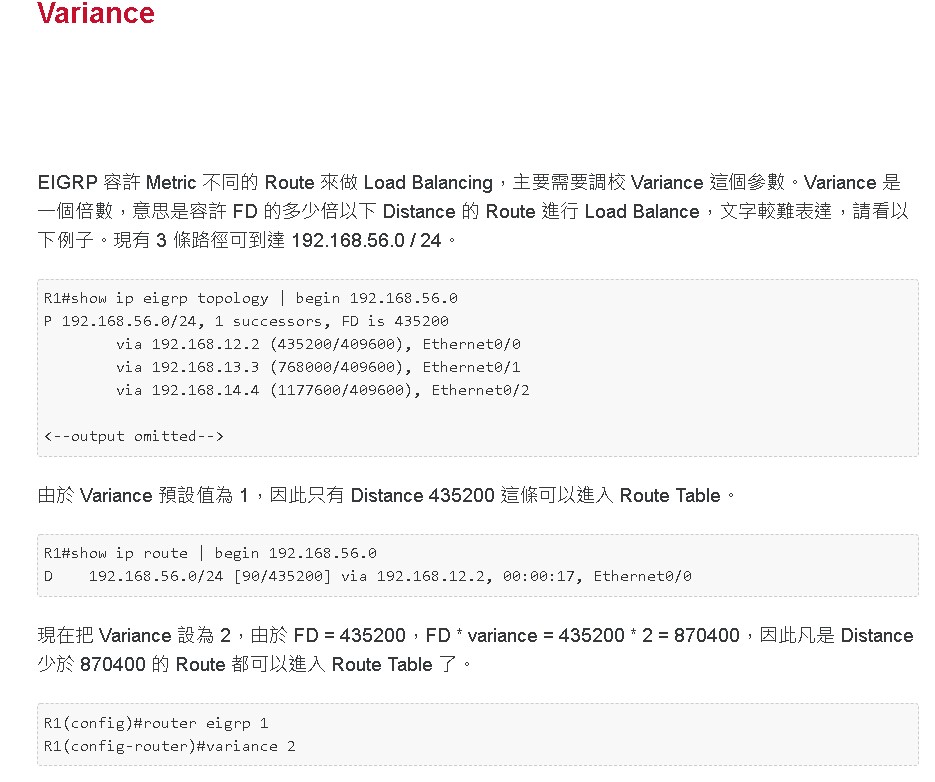 Variance
EIGRP 容許 Metric 不同的 Route 來做 Load Balancing，主要需要調校 Variance 這個參數。Variance 是
一個倍數，意思是容許 FD 的多少倍以下 Distance 的 Route 進行 Load Balance，文字較難表達，請看以
下例子。現有 3 條路徑可到達 192.168.56.0 / 24。
R1#show ip eigrp topology | begin 192.168.56.0
P 192.168.56.0/24, 1 successors, FD is 435200
        via 192.168.12.2 (435200/409600), Ethernet0/0
        via 192.168.13.3 (768000/409600), Ethernet0/1
        via 192.168.14.4 (1177600/409600), Ethernet0/2
<--output omitted-->
由於 Variance 預設值為 1，因此只有 Distance 435200 這條可以進入 Route Table。
R1#show ip route | begin 192.168.56.0
D    192.168.56.0/24 [90/435200] via 192.168.12.2, 00:00:17, Ethernet0/0
現在把 Variance 設為 2，由於 FD = 435200，FD * variance = 435200 * 2 = 870400，因此凡是 Distance
少於 870400 的 Route 都可以進入 Route Table 了。
R1(config)#router eigrp 1
R1(config-router)#variance 2